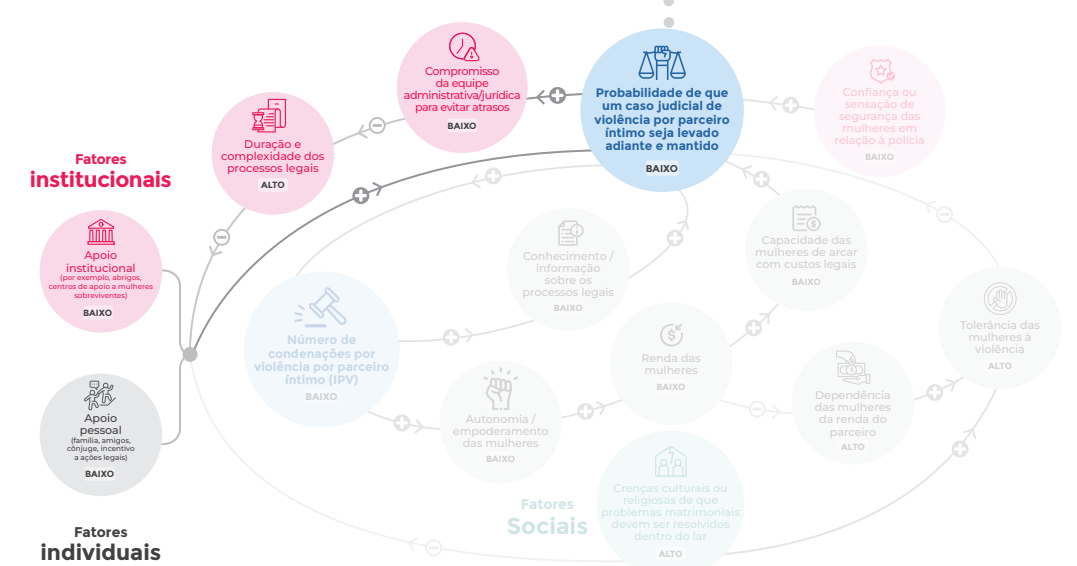 Compromisso
da equipe
administrativa/jurídica
para evitar atrasos
BAIXO
Probabilidade de que
um caso judicial de
violência por parceiro
íntimo seja levado
adiante e mantido
BAIXO
Confiança ou
sensação de
segurança das
mulheres em
relação à polícia
BAIXO
Duração e
complexidade dos
processos legais
ALTO
Fatores
institucionais
Apoio
institucional
(por exemplo, abrigos,
centros de apoio a mulheres
sobreviventes)
BAIXO
Conhecimento /
informação
sobre os
processos legais
BAIXO
Capacidade das
mulheres de arcar
com custos legais
BAIXO
Número de
condenações por
violência por parceiro
íntimo (IPV)
BAIXO
Renda das
mulheres
BAIXO
Tolerância das
mulheres à
violência
ALTO
Apoio
pessoal
(família, amigos,
cônjuge, incentivo
a ações legais)
BAIXO
Autonomia /
empoderamento
das mulheres
BAIXO
Dependência
das mulheres
da renda do
parceiro
ALTO
Fatores
Sociais
Crenças culturais ou
religiosas de que
problemas matrimoniais
devem ser resolvidos
dentro do lar
ALTO
Fatores
individuais